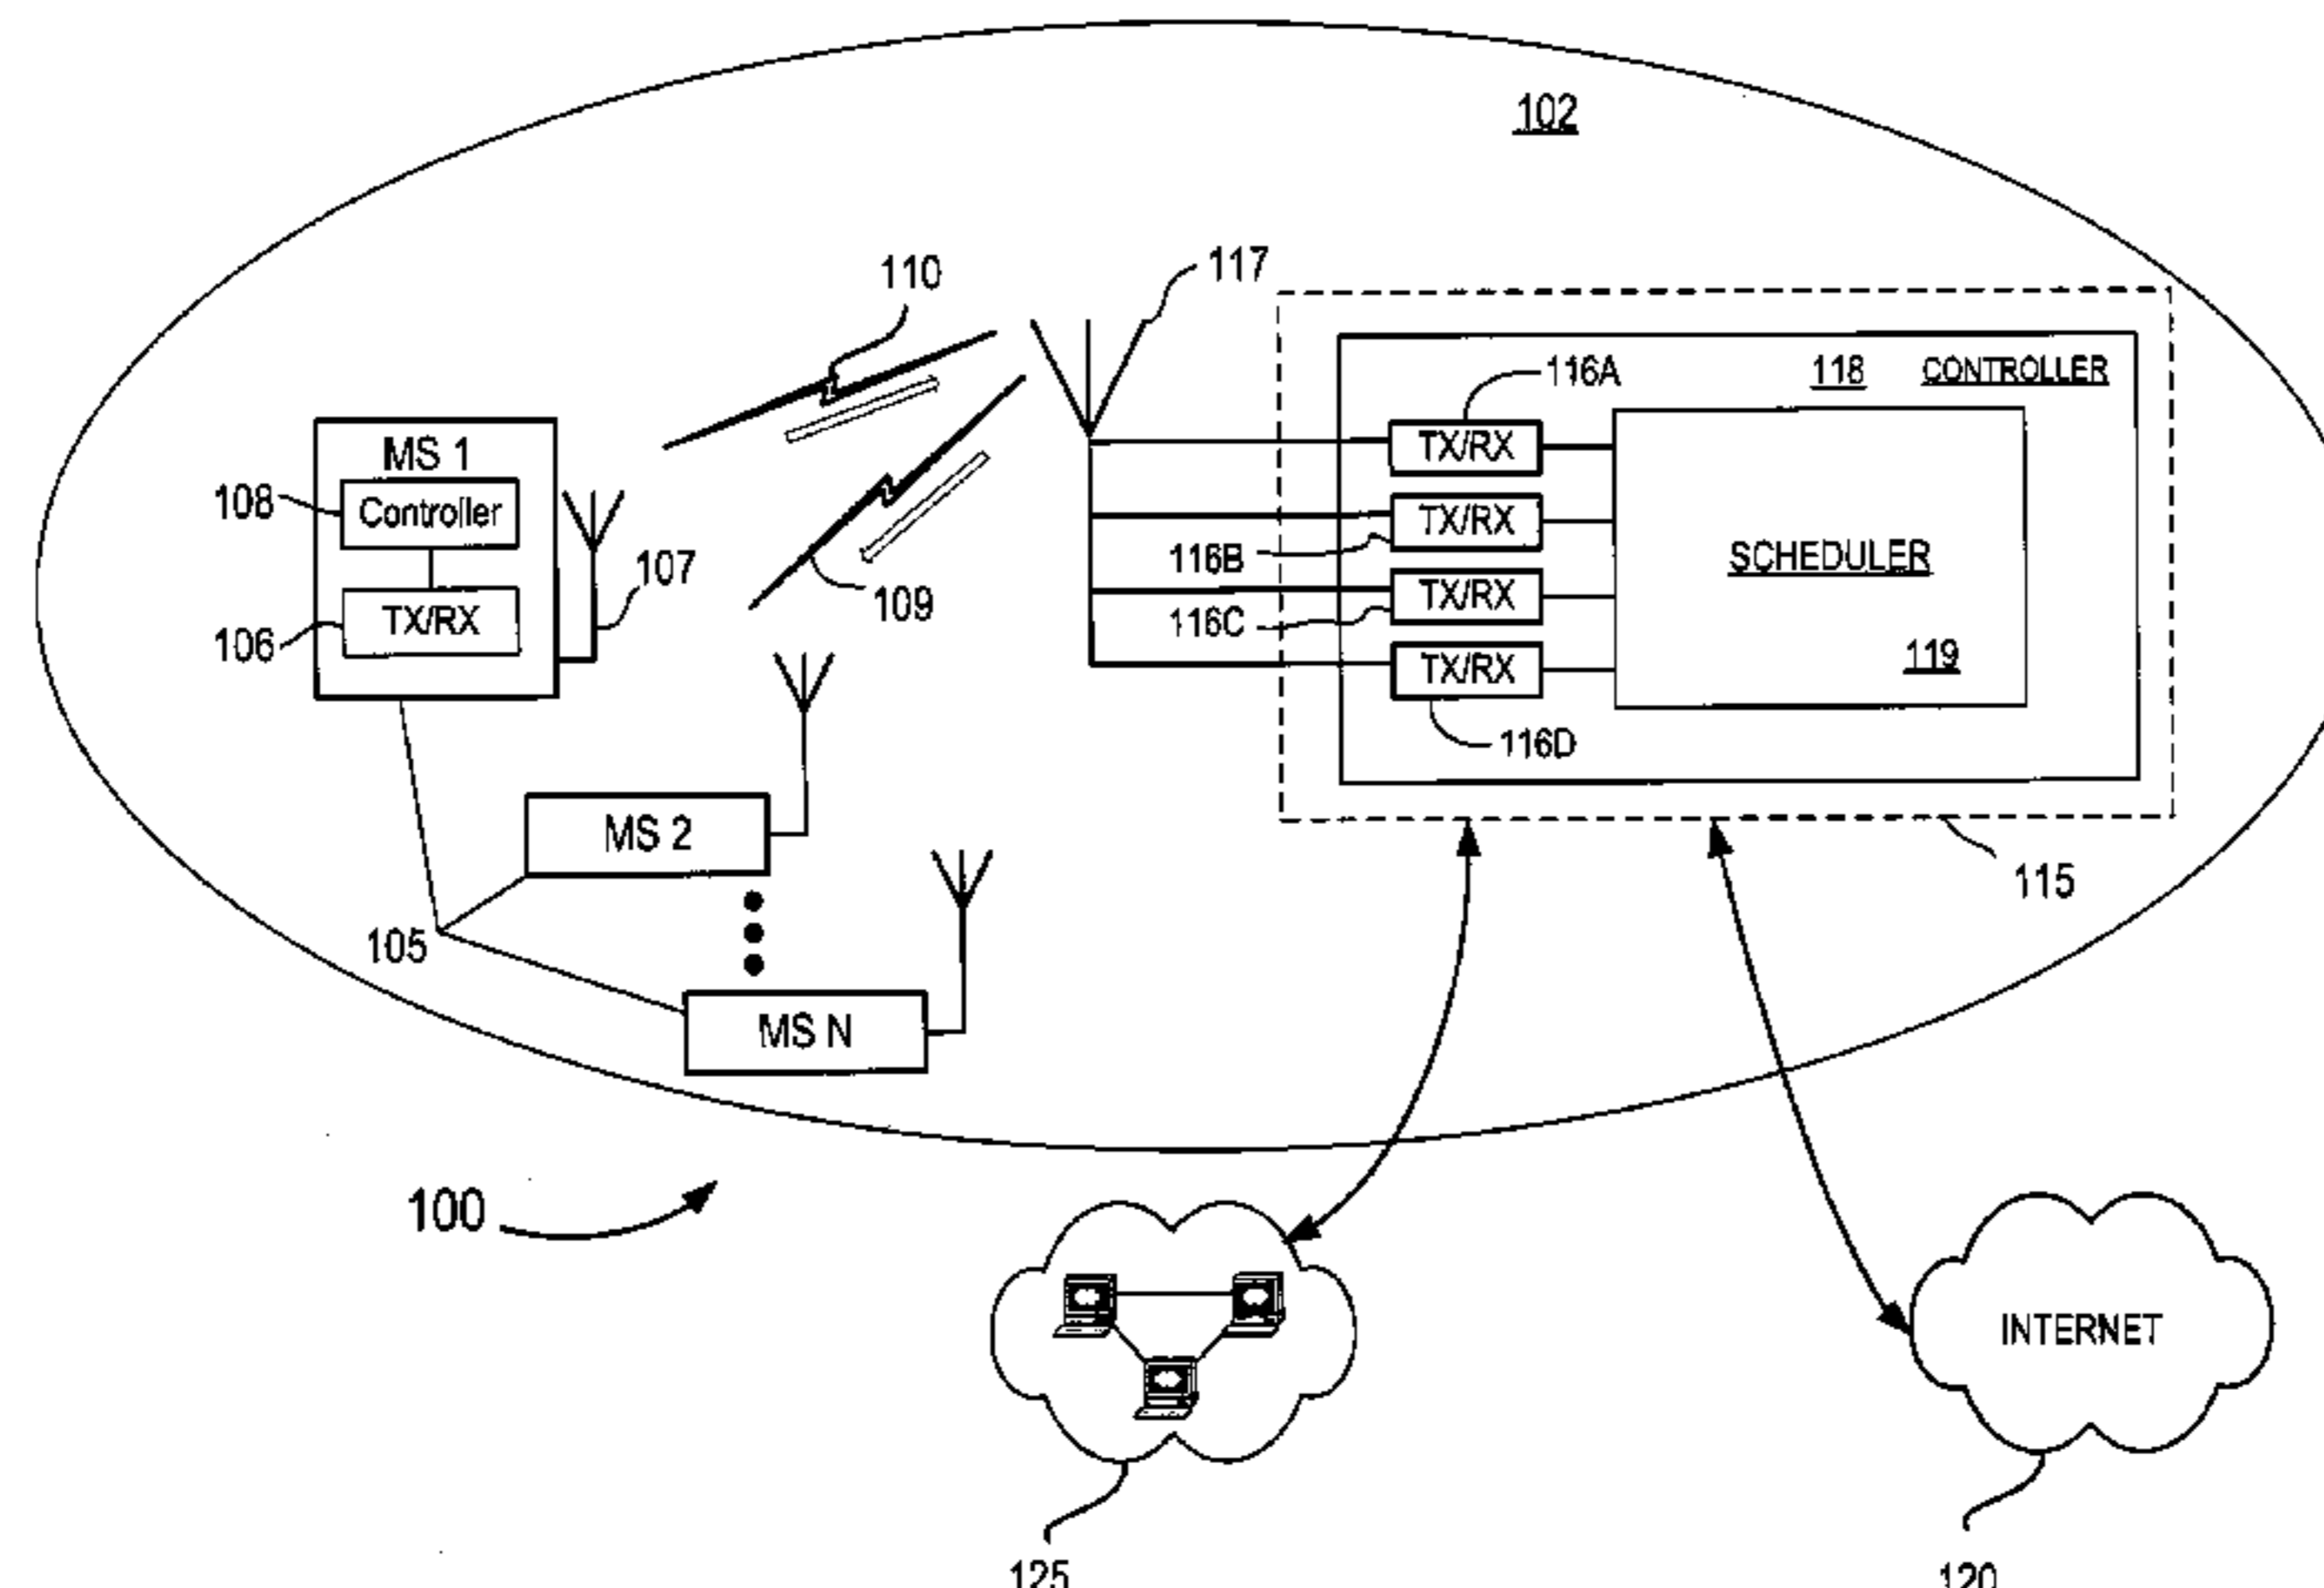 102
110
117
116A
118 CONTROLLER
MS 1
TX/RX
108
Controller
TX/RX
107
116B
SCHEDULER
109
TX/RX
106
TX/RX
116C
TX/RX
119
116D
MS 2
115
105
MS N
100
INTERNET
125
120